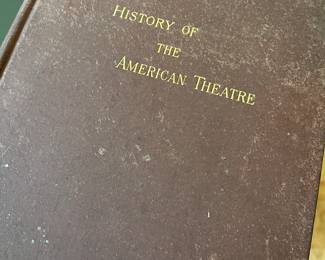 History of
the
American Theatre